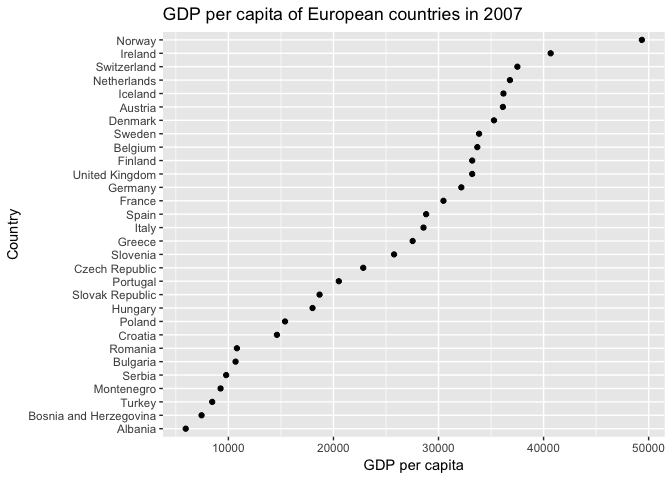 GDP per capita of European countries in 2007
Norway
Ireland
Switzerland
Netherlands
Iceland
Austria
Denmark
Sweden
Belgium
Finland
United Kingdom
Germany
France
Spain
Italy
Greece
Slovenia
Czech Republic
Portugal
Slovak Republic
Hungary
Poland
Croatia
Romania
Bulgaria
Serbia
Montenegro
Turkey
Bosnia and Herzegovina
Albania
Country
10000 20000 30000 40000 50000
GDP per capita